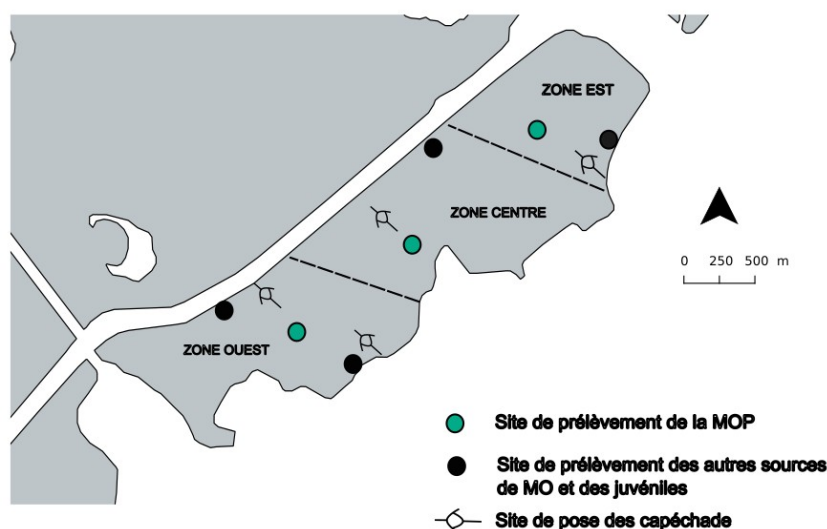 ZONE EST
ZONE CENTRE
0 250 500 m
ZONE OUEST
Site de prélèvement de la MOP
Site de prélèvement des autres sources
de MO et des juvéniles
Site de pose des capéchade